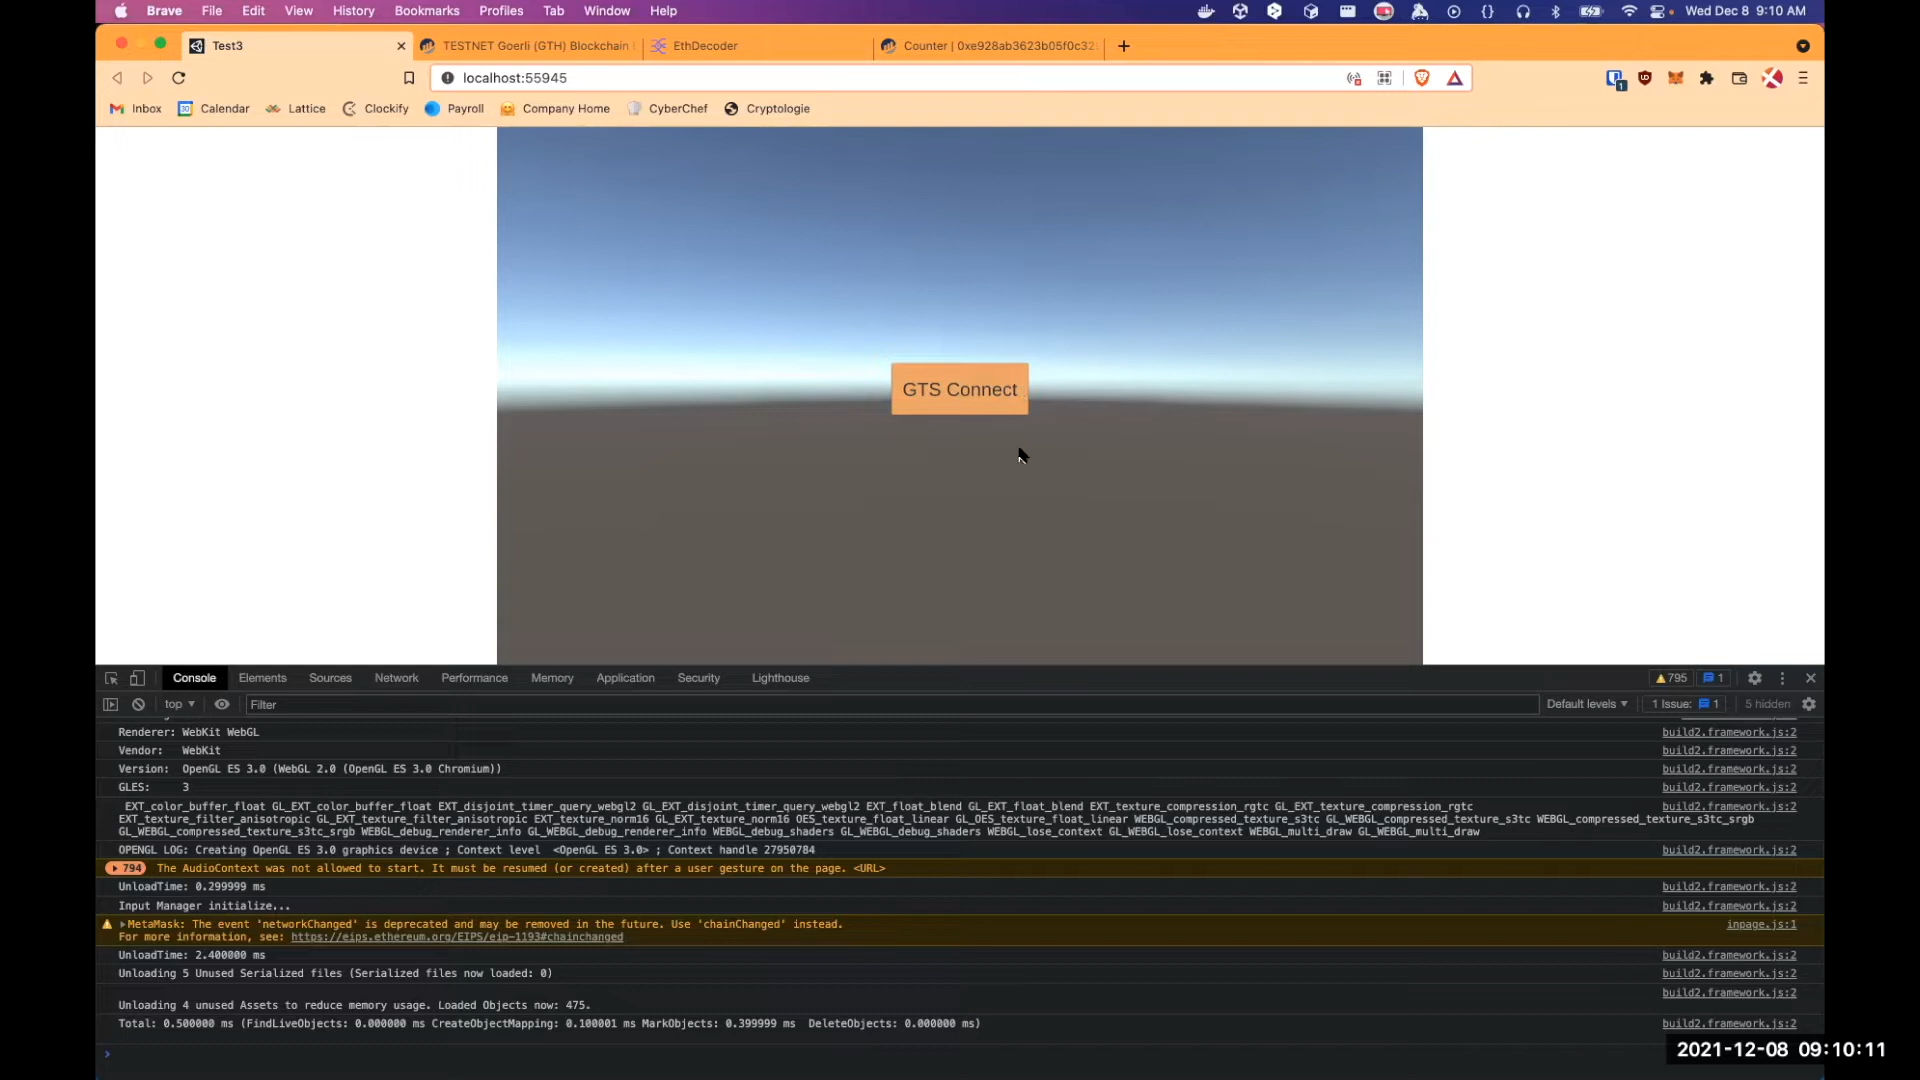 Brave File Edit View History Bookmarks Profiles Tab Window Help Wed Dec 8 9:10 AM
Test3 TESTNET Goerli (GTH) Blockchain EthDecoder Counter | 0xe928ab3623b05f0c32
localhost:55945
Inbox Calendar Lattice Clockify Payroll Company Home CyberChef Cryptologie
GTS Connect
Console Elements Sources Network Performance Memory Application Security Lighthouse 795 1
top Filter Default levels 1 Issue: 1 5 hidden
Renderer: WebKit WebGL build2.framework.js:2
Vendor: WebKit build2.framework.js:2
Version: OpenGL ES 3.0 (WebGL 2.0 (OpenGL ES 3.0 Chromium)) build2.framework.js:2
GLES: 3 build2.framework.js:2
EXT_color_buffer_float GL_EXT_color_buffer_float EXT_disjoint_timer_query_webgl2 GL_EXT_disjoint_timer_query_webgl2 EXT_float_blend GL_EXT_float_blend EXT_texture_compression_rgtc GL_EXT_texture_compression_rgtc build2.framework.js:2
EXT_texture_filter_anisotropic GL_EXT_texture_filter_anisotropic EXT_texture_norm16 GL_EXT_texture_norm16 OES_texture_float_linear GL_OES_texture_float_linear WEBGL_compressed_texture_s3tc GL_WEBGL_compressed_texture_s3tc WEBGL_compressed_texture_s3tc_srgb
GL_WEBGL_compressed_texture_s3tc_srgb WEBGL_debug_renderer_info GL_WEBGL_debug_renderer_info WEBGL_debug_shaders GL_WEBGL_debug_shaders WEBGL_lose_context GL_WEBGL_lose_context WEBGL_multi_draw GL_WEBGL_multi_draw
OPENGL LOG: Creating OpenGL ES 3.0 graphics device ; Context level <OpenGL ES 3.0> ; Context handle 27950784 build2.framework.js:2
794 The AudioContext was not allowed to start. It must be resumed (or created) after a user gesture on the page. <URL>
UnloadTime: 0.299999 ms build2.framework.js:2
Input Manager initialize... build2.framework.js:2
MetaMask: The event 'networkChanged' is deprecated and may be removed in the future. Use 'chainChanged' instead. inpage.js:1
For more information, see: https://eips.ethereum.org/EIPS/eip-1193#chainchanged
UnloadTime: 2.400000 ms build2.framework.js:2
Unloading 5 Unused Serialized files (Serialized files now loaded: 0) build2.framework.js:2
build2.framework.js:2
Unloading 4 unused Assets to reduce memory usage. Loaded Objects now: 475.
Total: 0.500000 ms (FindLiveObjects: 0.000000 ms CreateObjectMapping: 0.100001 ms MarkObjects: 0.399999 ms DeleteObjects: 0.000000 ms) build2.framework.js:2
2021-12-08 09:10:11